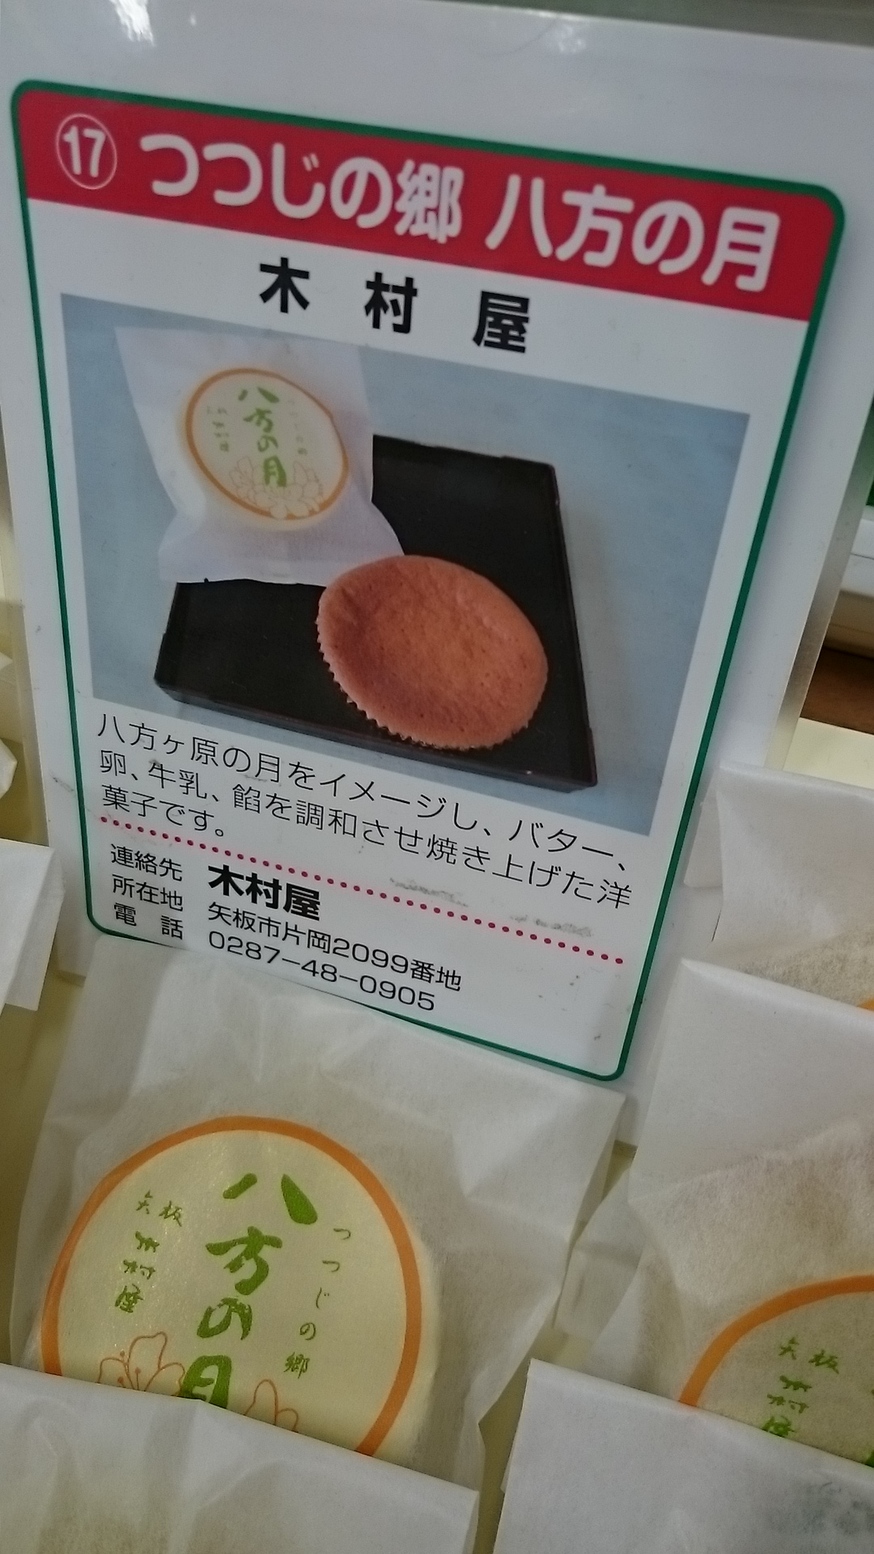 ⑰ つつじの郷 八方の月
木村屋
八方の月
八方ヶ原の月をイメージし、バター、
卵、牛乳、餡を調和させ焼き上げた洋
菓子です。
連絡先 木村屋
所在地 矢板市片岡2099番地
電話 0287-48-0905
つつじの郷
八方の月
矢板
木村屋
矢板
木村屋